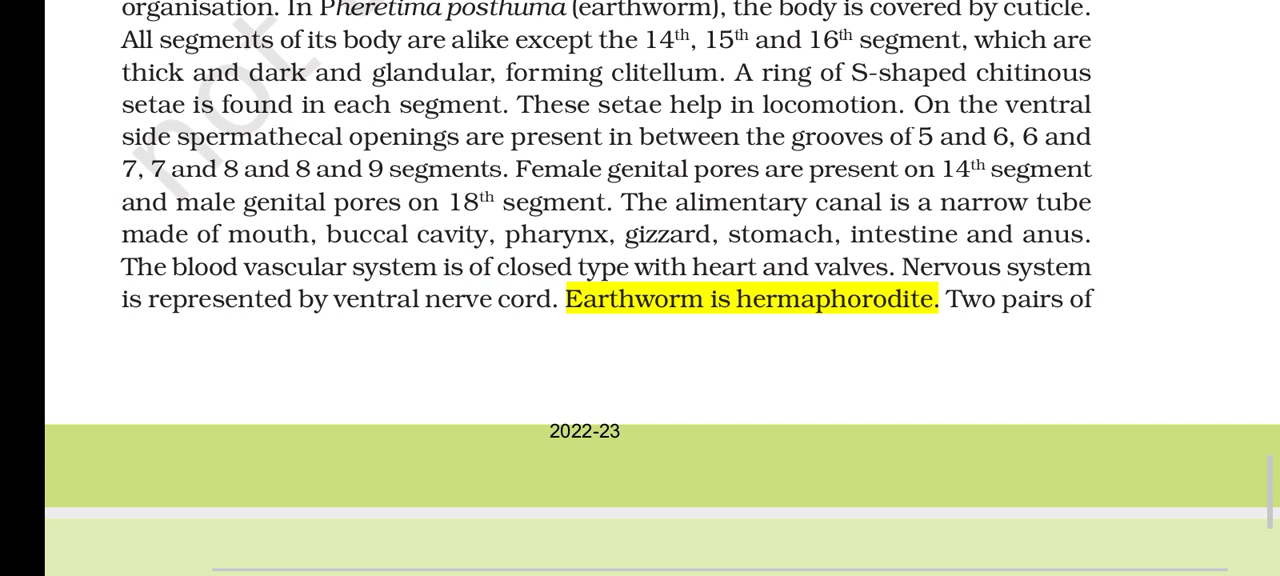 organisation. In Pheretima posthuma (earthworm), the body is covered by cuticle.
All segments of its body are alike except the 14th, 15th and 16th segment, which are
thick and dark and glandular, forming clitellum. A ring of S-shaped chitinous
setae is found in each segment. These setae help in locomotion. On the ventral
side spermathecal openings are present in between the grooves of 5 and 6, 6 and
7, 7 and 8 and 8 and 9 segments. Female genital pores are present on 14th segment
and male genital pores on 18th segment. The alimentary canal is a narrow tube
made of mouth, buccal cavity, pharynx, gizzard, stomach, intestine and anus.
The blood vascular system is of closed type with heart and valves. Nervous system
is represented by ventral nerve cord. Earthworm is hermaphorodite. Two pairs of
2022-23
not